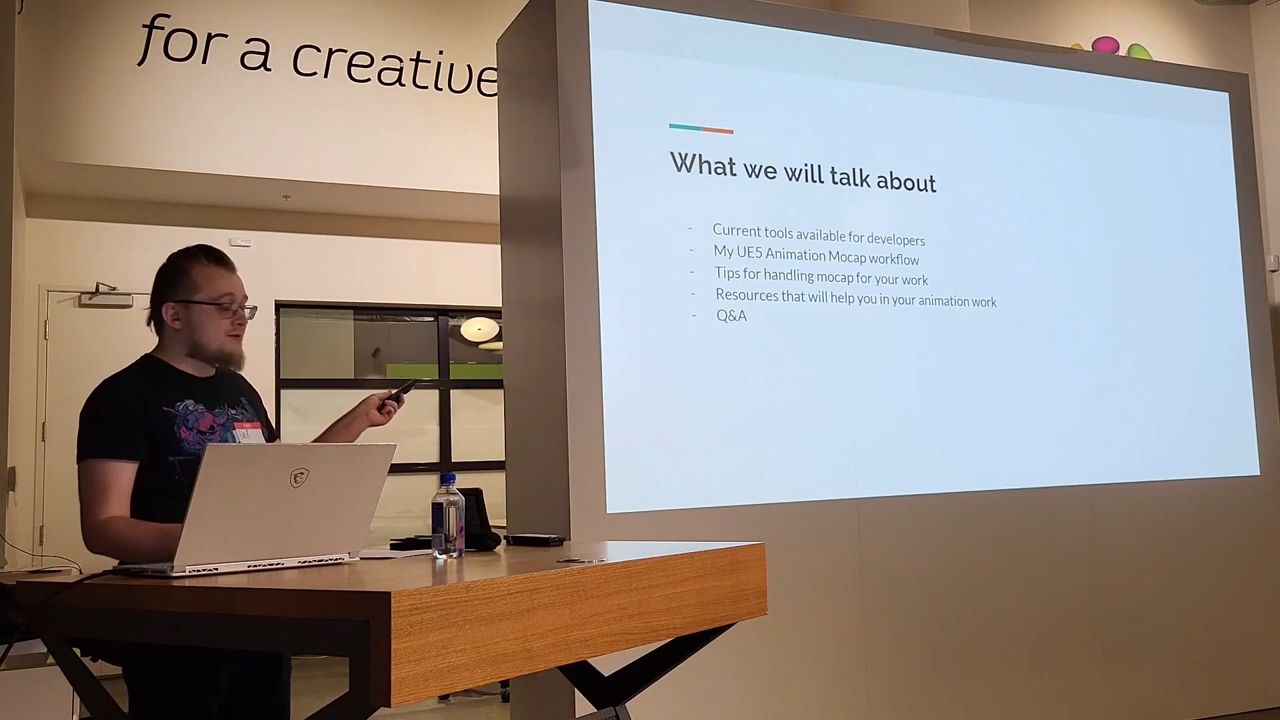 for a creative
What we will talk about
- Current tools available for developers
- My UE5 Animation Mocap workflow
- Tips for handling mocap for your work
- Resources that will help you in your animation work
- Q&A